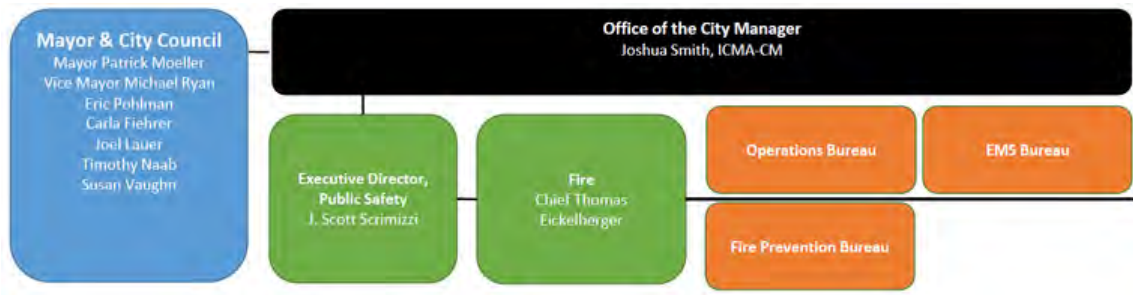 Mayor & City Council
Mayor Patrick Moeller
Vice Mayor Michael Ryan
Eric Pohlman
Carla Fiehrer
Joel Lauer
Timothy Naab
Susan Vaughn
Office of the City Manager
Joshua Smith, ICMA-CM
Executive Director,
Public Safety
J. Scott Scrimizzi
Fire
Chief Thomas
Eickelberger
Operations Bureau
EMS Bureau
Fire Prevention Bureau